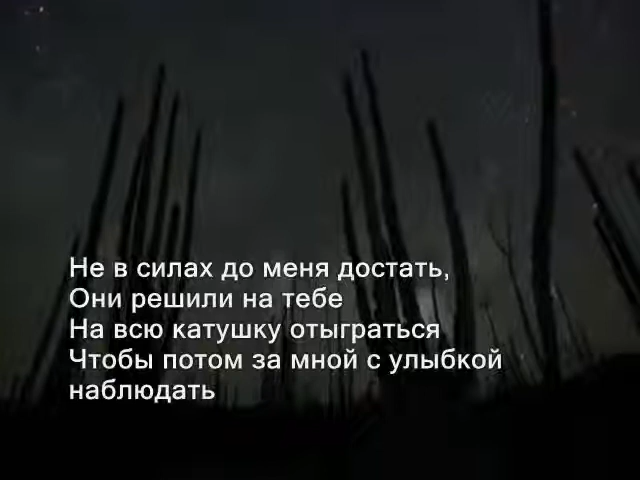 Не в силах до меня достать,
Они решили на тебе
На всю катушку отыграться
Чтобы потом за мной с улыбкой
наблюдать